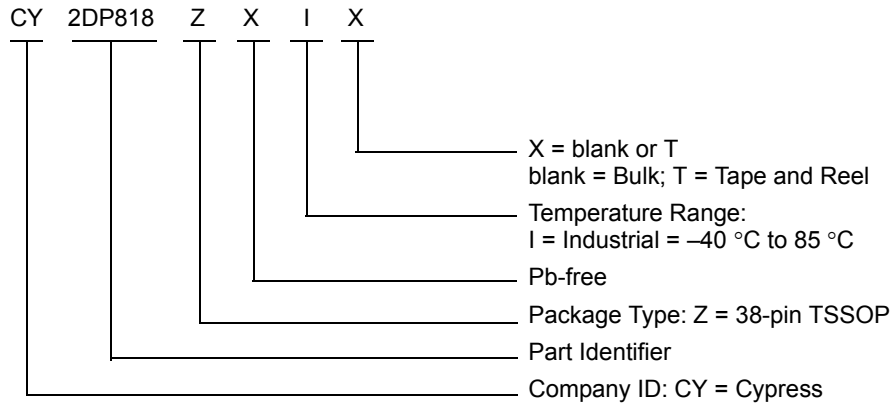 CY 2DP818 Z X I X
X = blank or T
blank = Bulk; T = Tape and Reel
Temperature Range:
I = Industrial = –40 °C to 85 °C
Pb-free
Package Type: Z = 38-pin TSSOP
Part Identifier
Company ID: CY = Cypress